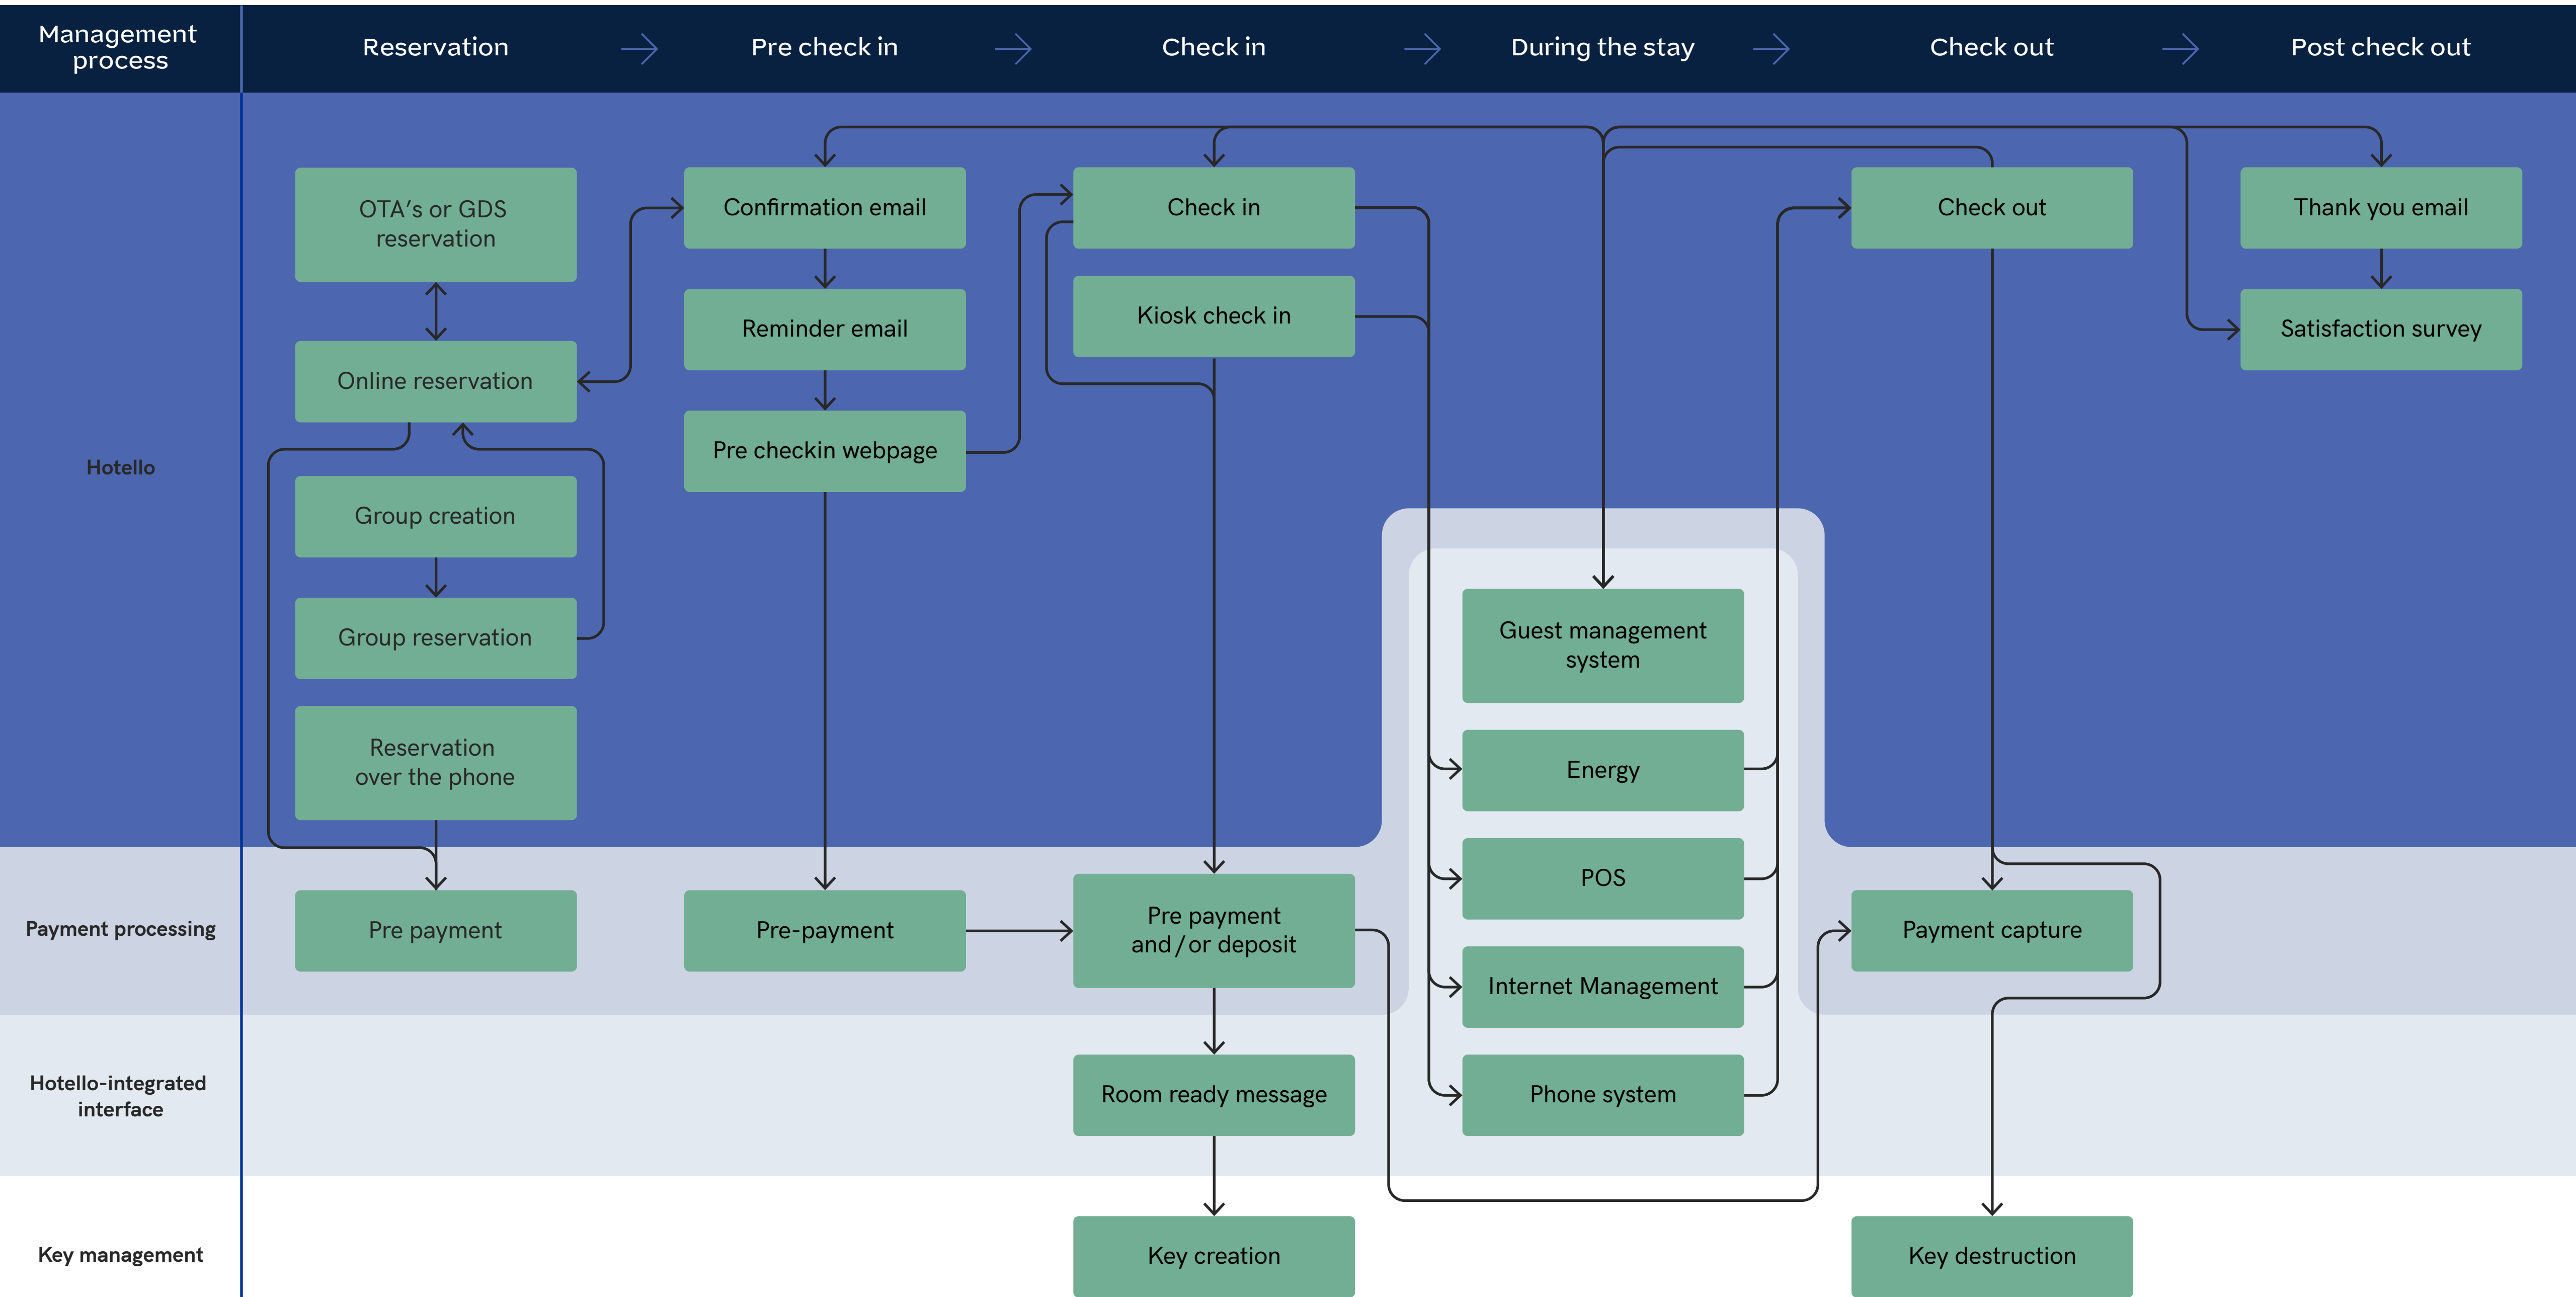 Management
process
Reservation
Pre check in
Check in
During the stay
Check out
Post check out
Hotello
OTA’s or GDS
reservation
Online reservation
Group creation
Group reservation
Reservation
over the phone
Confirmation email
Reminder email
Pre checkin webpage
Check in
Kiosk check in
Guest management
system
Energy
POS
Internet Management
Phone system
Check out
Thank you email
Satisfaction survey
Payment processing
Pre payment
Pre-payment
Pre payment
and/or deposit
Payment capture
Hotello-integrated
interface
Room ready message
Key management
Key creation
Key destruction